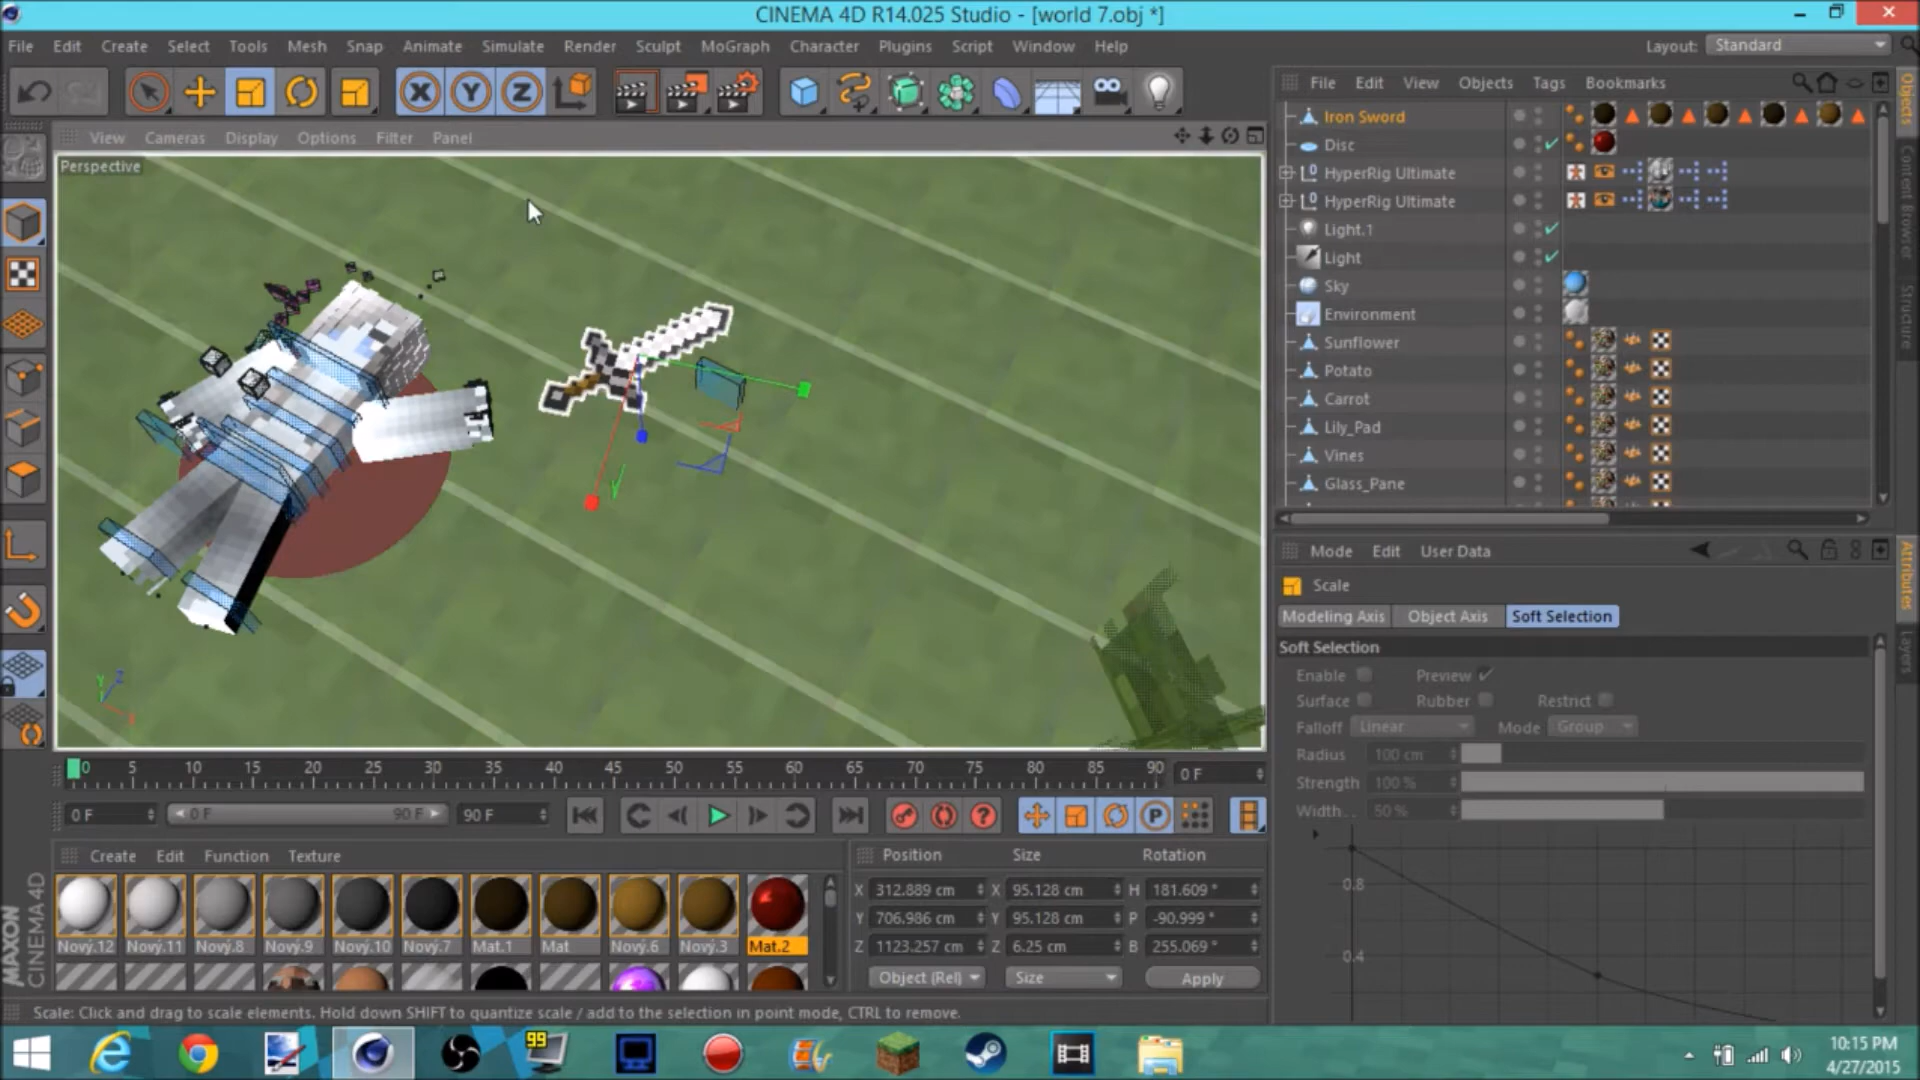 CINEMA 4D R14.025 Studio - [world 7.obj *]
File Edit Create Select Tools Mesh Snap Animate Simulate Render Sculpt MoGraph Character Plugins Script Window Help
Layout: Standard
X Y Z
View Cameras Display Options Filter Panel
Perspective
Y Z
Y
0 5 10 15 20 25 30 35 40 45 50 55 60 65 70 75 80 85 90 0 F
0 F 0 F 90 F 90 F
P
Create Edit Function Texture
Nový.12 Nový.11 Nový.8 Nový.9 Nový.10 Nový.7 Mat.1 Mat Nový.6 Nový.3 Mat.2
MAXON
CINEMA 4D
Position Size Rotation
X 312.889 cm X 95.128 cm H 181.609 °
Y 706.986 cm Y 95.128 cm P -90.999 °
Z 1123.257 cm Z 6.25 cm B 255.069 °
Object (Rel) Size Apply
Scale: Click and drag to scale elements. Hold down SHIFT to quantize scale / add to the selection in point mode, CTRL to remove.
File Edit View Objects Tags Bookmarks
Iron Sword
Disc
HyperRig Ultimate
HyperRig Ultimate
Light.1
Light
Sky
Environment
Sunflower
Potato
Carrot
Lily_Pad
Vines
Glass_Pane
Objects
Content Browser
Structure
Mode Edit User Data
Scale
Modeling Axis Object Axis Soft Selection
Soft Selection
Enable Preview
Surface Rubber Restrict
Falloff Linear Mode Group
Radius 100 cm
Strength 100 %
Width. . 50 %
0.8
0.4
Attributes
Layers
99
10:15 PM
4/27/2015